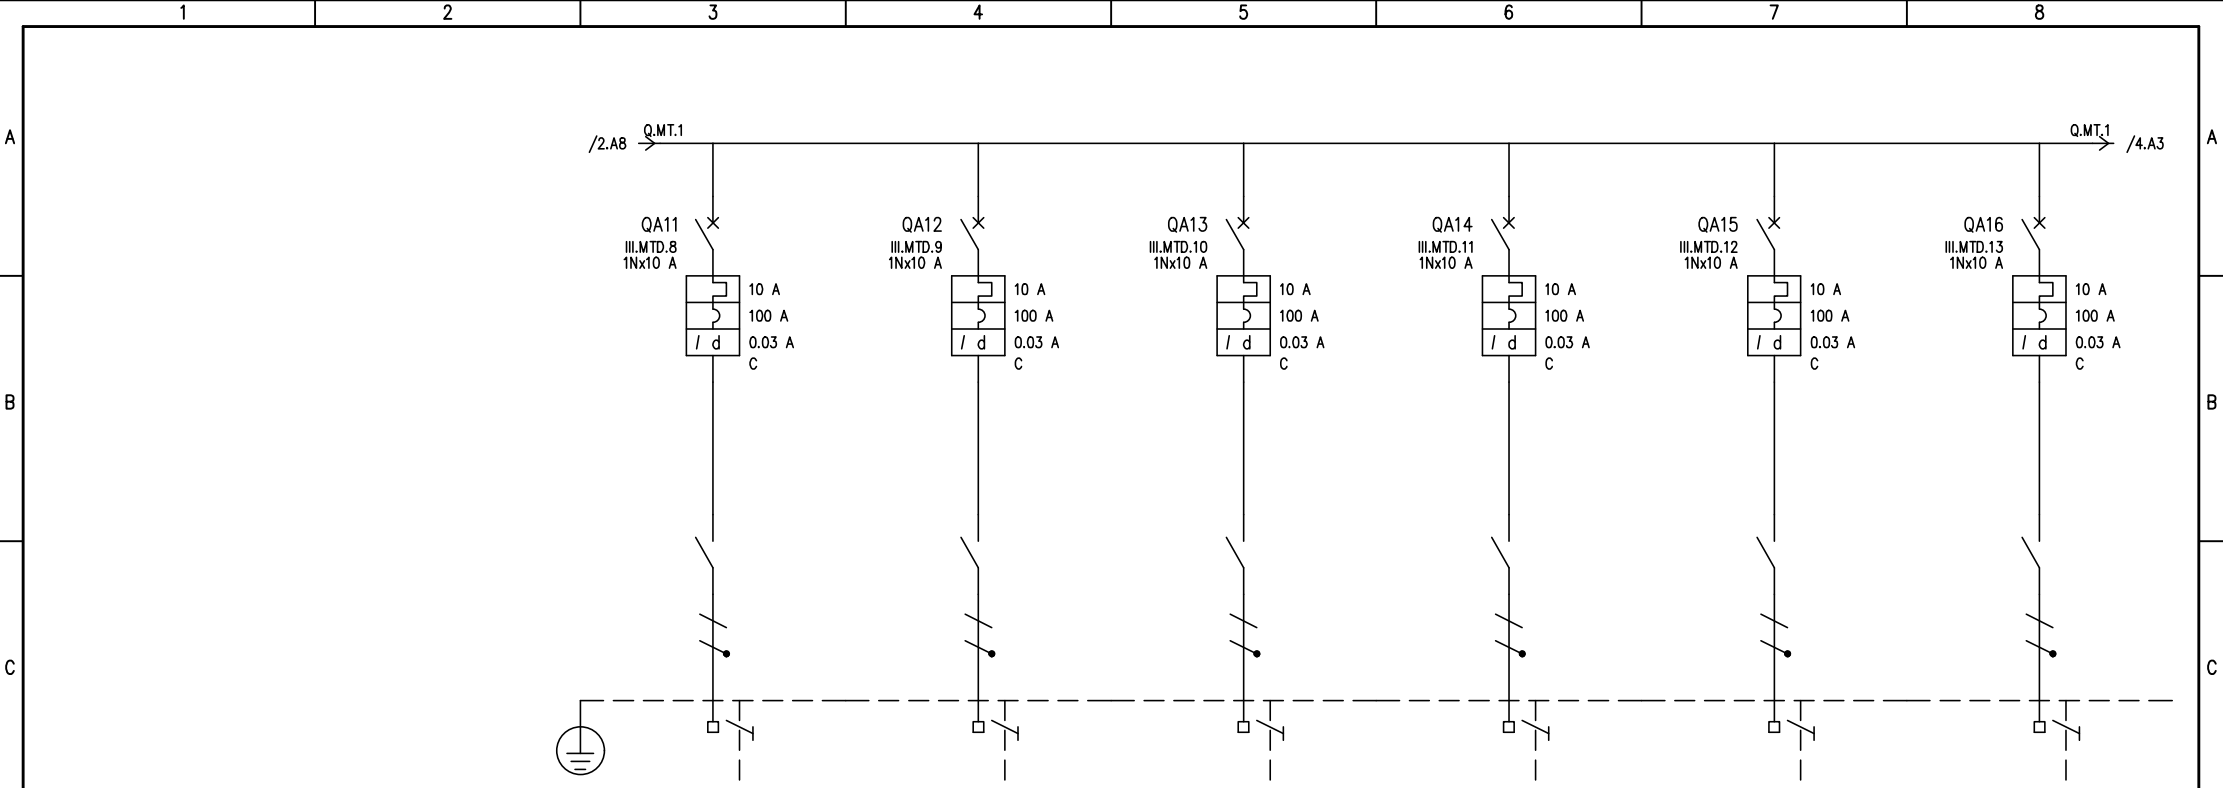 1 2 3 4 5 6 7 8
A A
Q.MT.1 Q.MT.1
/2.A8 /4.A3
QA11 QA12 QA13 QA14 QA15 QA16
III.MTD.8 III.MTD.9 III.MTD.10 III.MTD.11 III.MTD.12 III.MTD.13
1Nx10 A 1Nx10 A 1Nx10 A 1Nx10 A 1Nx10 A 1Nx10 A
10 A 10 A 10 A 10 A 10 A 10 A
100 A 100 A 100 A 100 A 100 A 100 A
I d 0.03 A I d 0.03 A I d 0.03 A I d 0.03 A I d 0.03 A I d 0.03 A
C C C C C C
B B
C C